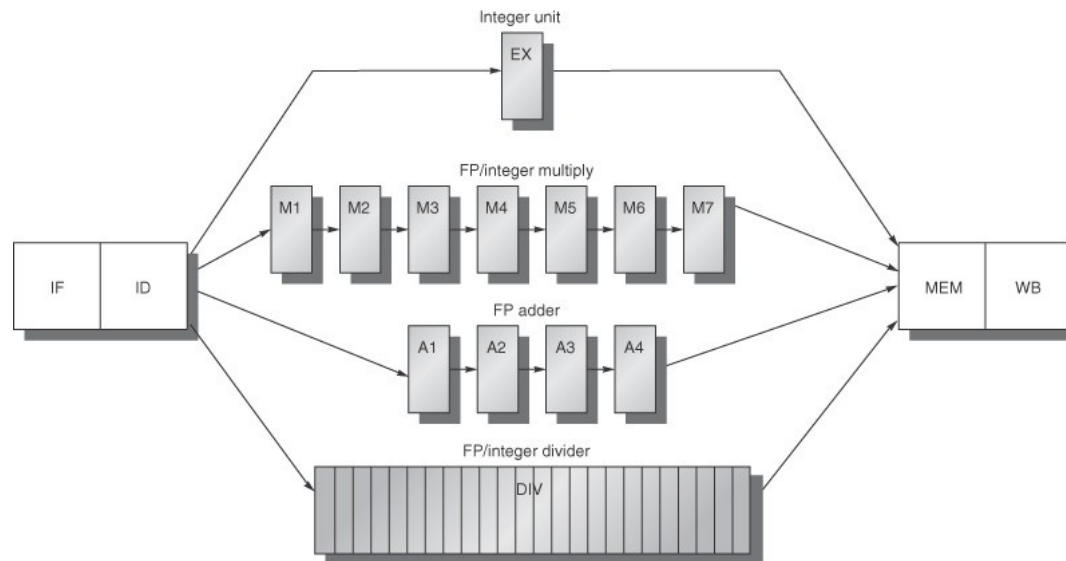 Integer unit
EX
FP/integer multiply
M1 M2 M3 M4 M5 M6 M7
IF ID MEM WB
FP adder
A1 A2 A3 A4
FP/integer divider
DIV